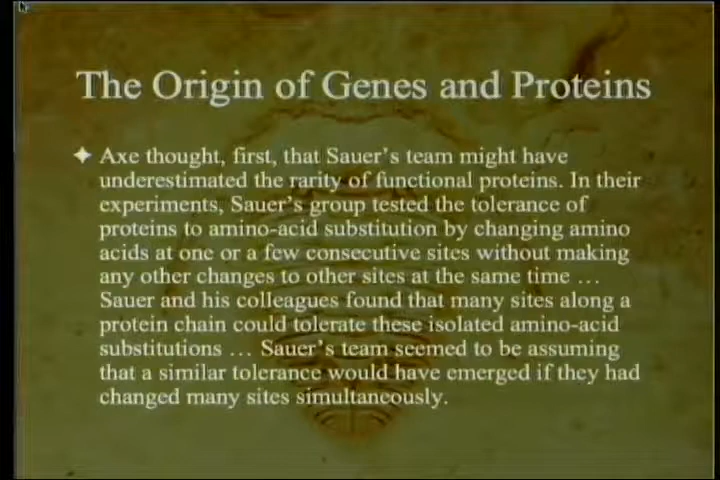 The Origin of Genes and Proteins
Axe thought, first, that Sauer's team might have
underestimated the rarity of functional proteins. In their
experiments, Sauer's group tested the tolerance of
proteins to amino-acid substitution by changing amino
acids at one or a few consecutive sites without making
any other changes to other sites at the same time …
Sauer and his colleagues found that many sites along a
protein chain could tolerate these isolated amino-acid
substitutions … Sauer's team seemed to be assuming
that a similar tolerance would have emerged if they had
changed many sites simultaneously.